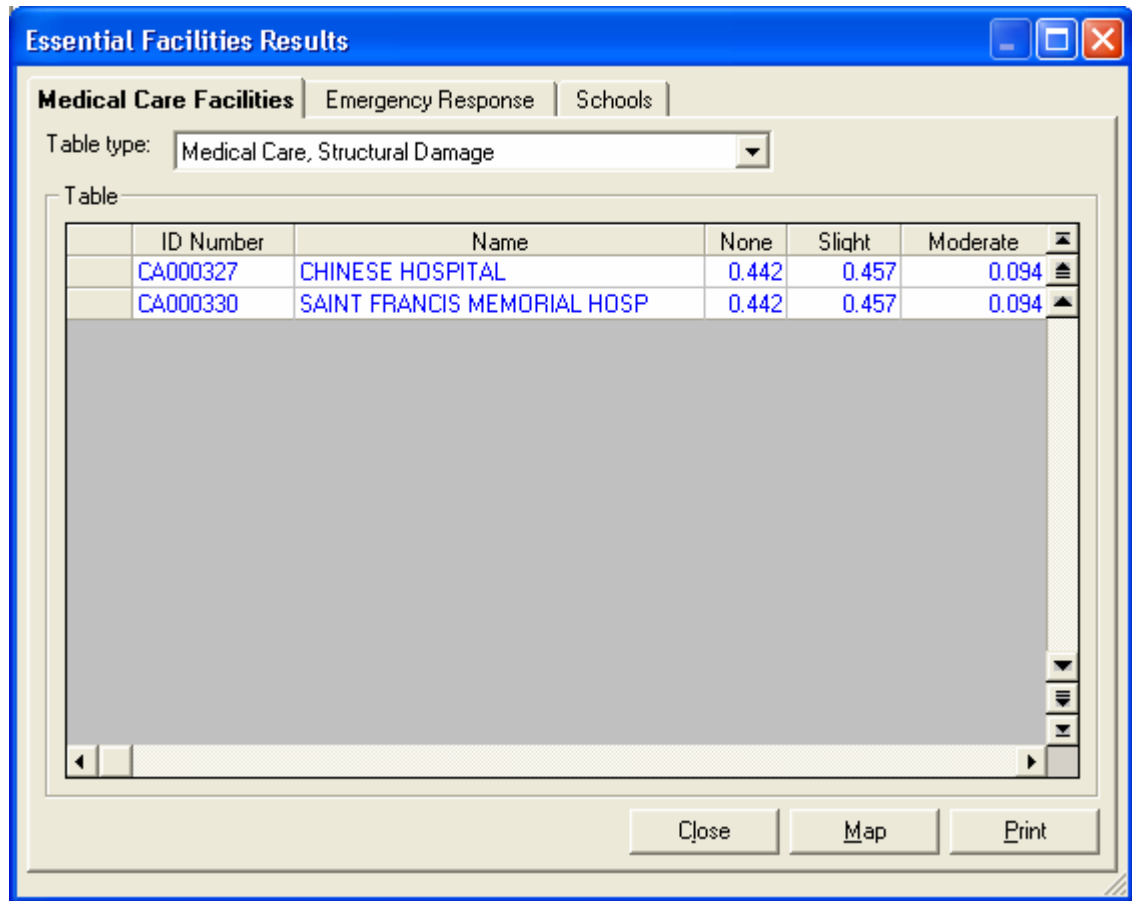 Essential Facilities Results
Medical Care Facilities Emergency Response Schools
Table type: Medical Care, Structural Damage
Table
ID Number Name None Slight Moderate
CA000327 CHINESE HOSPITAL 0.442 0.457 0.094
CA000330 SAINT FRANCIS MEMORIAL HOSP 0.442 0.457 0.094
Close Map Print